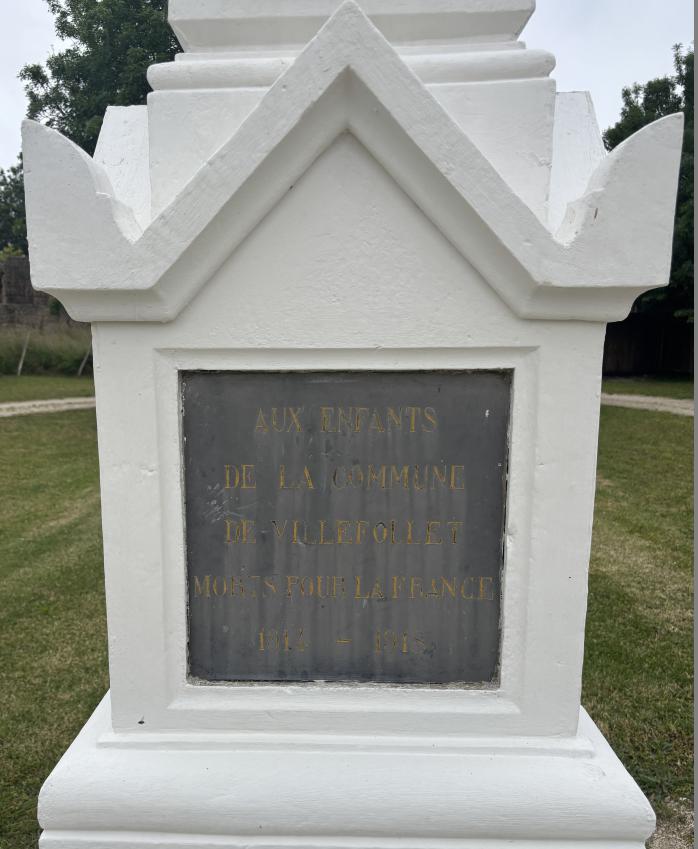 AUX ENFANTS
DE LA COMMUNE
DE VILLEFOLLET
MORTS POUR LA FRANCE
1914 - 1918